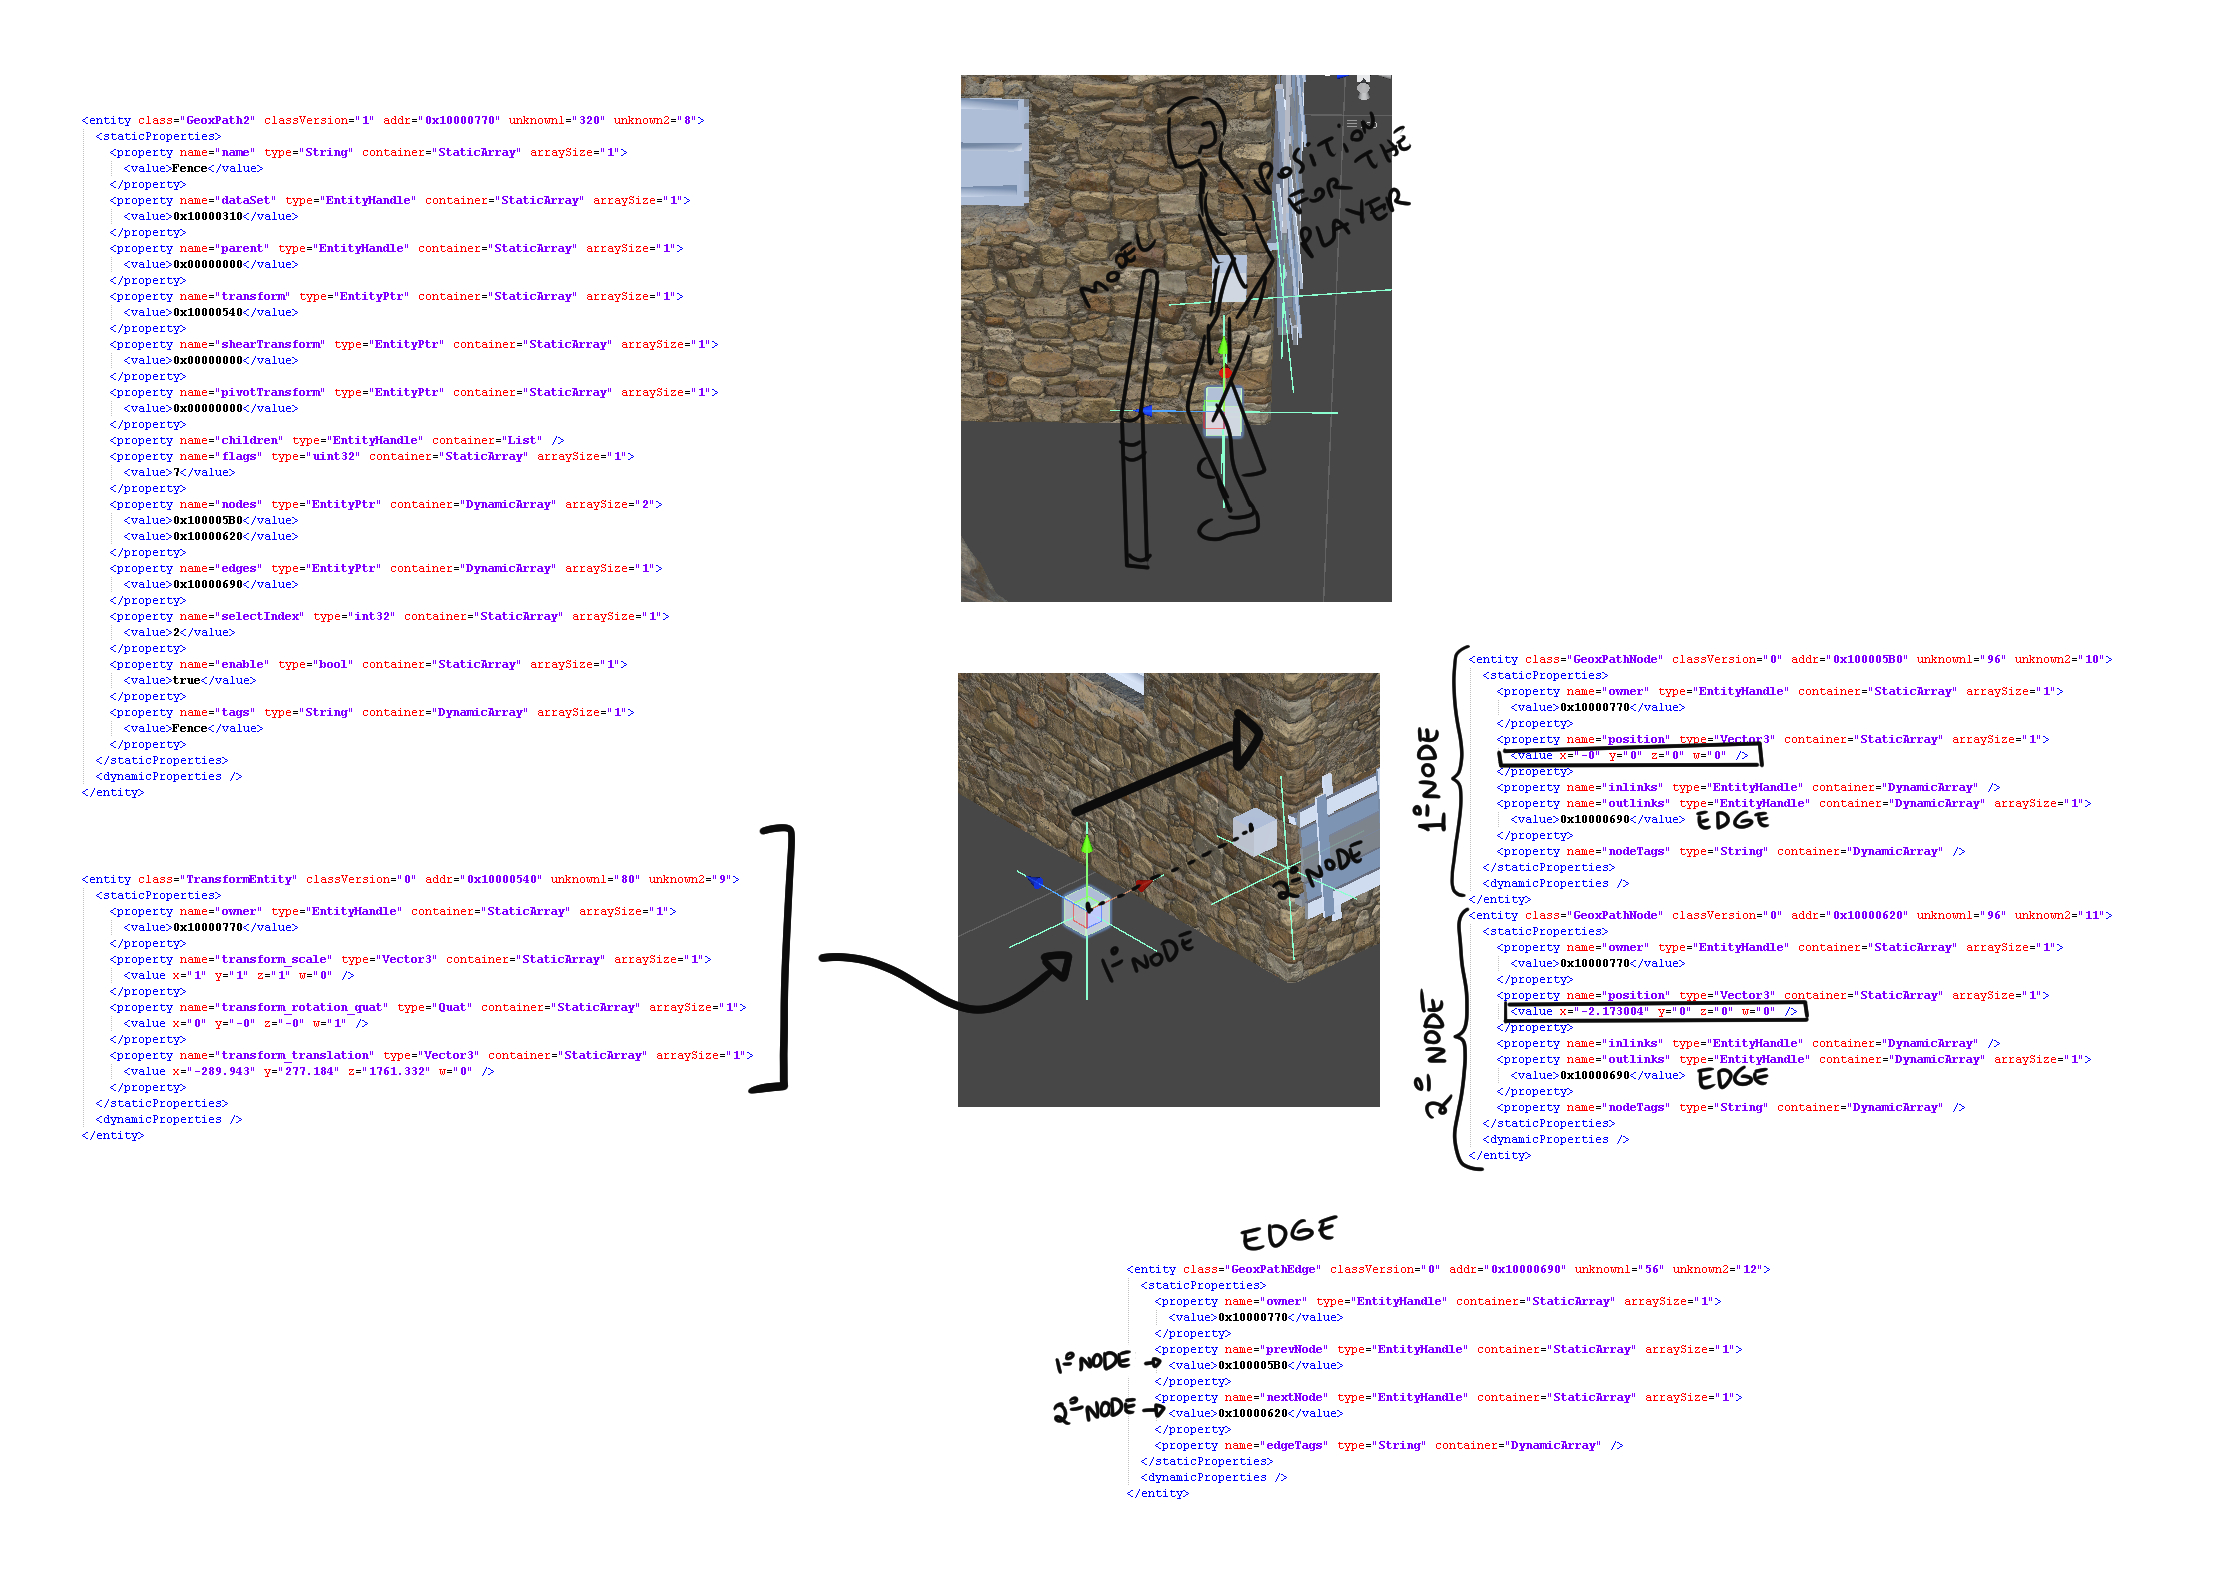 <entity class="GeoxPath2" classVersion="1" addr="0x10000770" unknown1="320" unknown2="8">
<staticProperties>
<property name="name" type="String" container="StaticArray" arraySize="1">
<value>Fence</value>
</property>
<property name="dataSet" type="EntityHandle" container="StaticArray" arraySize="1">
<value>0x10000310</value>
</property>
<property name="parent" type="EntityHandle" container="StaticArray" arraySize="1">
<value>0x00000000</value>
</property>
<property name="transform" type="EntityPtr" container="StaticArray" arraySize="1">
<value>0x10000540</value>
</property>
<property name="shearTransform" type="EntityPtr" container="StaticArray" arraySize="1">
<value>0x00000000</value>
</property>
<property name="pivotTransform" type="EntityPtr" container="StaticArray" arraySize="1">
<value>0x00000000</value>
</property>
<property name="children" type="EntityHandle" container="List" />
<property name="flags" type="uint32" container="StaticArray" arraySize="1">
<value>7</value>
</property>
<property name="nodes" type="EntityPtr" container="DynamicArray" arraySize="2">
<value>0x100005B0</value>
<value>0x10000620</value>
</property>
<property name="edges" type="EntityPtr" container="DynamicArray" arraySize="1">
<value>0x10000690</value>
</property>
<property name="selectIndex" type="int32" container="StaticArray" arraySize="1">
<value>2</value>
</property>
<property name="enable" type="bool" container="StaticArray" arraySize="1">
<value>true</value>
</property>
<property name="tags" type="String" container="DynamicArray" arraySize="1">
<value>Fence</value>
</property>
</staticProperties>
<dynamicProperties />
</entity>
<entity class="TransformEntity" classVersion="0" addr="0x10000540" unknown1="80" unknown2="9">
<staticProperties>
<property name="owner" type="EntityHandle" container="StaticArray" arraySize="1">
<value>0x10000770</value>
</property>
<property name="transform_scale" type="Vector3" container="StaticArray" arraySize="1">
<value x="1" y="1" z="1" w="0" />
</property>
<property name="transform_rotation_quat" type="Quat" container="StaticArray" arraySize="1">
<value x="0" y="-0" z="-0" w="1" />
</property>
<property name="transform_translation" type="Vector3" container="StaticArray" arraySize="1">
<value x="-289.943" y="277.184" z="1761.332" w="0" />
</property>
</staticProperties>
<dynamicProperties />
</entity>
MODEL
POSITION
FOR THE
PLAYER
1º NODE
2º NODE
1º NODE
<entity class="GeoxPathNode" classVersion="0" addr="0x100005B0" unknown1="96" unknown2="10">
<staticProperties>
<property name="owner" type="EntityHandle" container="StaticArray" arraySize="1">
<value>0x10000770</value>
</property>
<property name="position" type="Vector3" container="StaticArray" arraySize="1">
<value x="-0" y="0" z="0" w="0" />
</property>
<property name="inlinks" type="EntityHandle" container="DynamicArray" />
<property name="outlinks" type="EntityHandle" container="DynamicArray" arraySize="1">
<value>0x10000690</value> EDGE
</property>
<property name="nodeTags" type="String" container="DynamicArray" />
</staticProperties>
<dynamicProperties />
</entity>
2º NODE
<entity class="GeoxPathNode" classVersion="0" addr="0x10000620" unknown1="96" unknown2="11">
<staticProperties>
<property name="owner" type="EntityHandle" container="StaticArray" arraySize="1">
<value>0x10000770</value>
</property>
<property name="position" type="Vector3" container="StaticArray" arraySize="1">
<value x="-2.173004" y="0" z="0" w="0" />
</property>
<property name="inlinks" type="EntityHandle" container="DynamicArray" />
<property name="outlinks" type="EntityHandle" container="DynamicArray" arraySize="1">
<value>0x10000690</value> EDGE
</property>
<property name="nodeTags" type="String" container="DynamicArray" />
</staticProperties>
<dynamicProperties />
</entity>
EDGE
<entity class="GeoxPathEdge" classVersion="0" addr="0x10000690" unknown1="56" unknown2="12">
<staticProperties>
<property name="owner" type="EntityHandle" container="StaticArray" arraySize="1">
<value>0x10000770</value>
</property>
<property name="prevNode" type="EntityHandle" container="StaticArray" arraySize="1">
1º NODE → <value>0x100005B0</value>
</property>
<property name="nextNode" type="EntityHandle" container="StaticArray" arraySize="1">
2º NODE → <value>0x10000620</value>
</property>
<property name="edgeTags" type="String" container="DynamicArray" />
</staticProperties>
<dynamicProperties />
</entity>